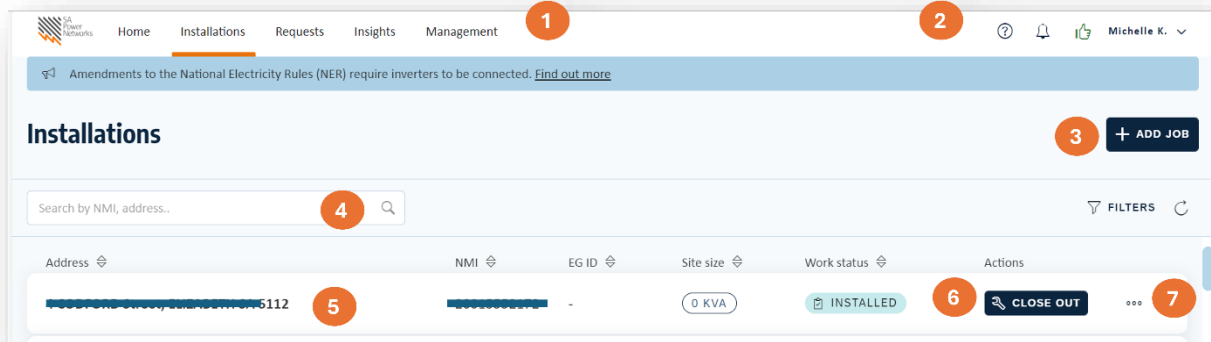 SA
Power
Networks
Home Installations Requests Insights Management 1 2 Michelle K.
Amendments to the National Electricity Rules (NER) require inverters to be connected. Find out more
Installations
3 + ADD JOB
Search by NMI, address.. 4 FILTERS
Address NMI EG ID Site size Work status Actions
5112 5 - 0 KVA INSTALLED 6 CLOSE OUT 7